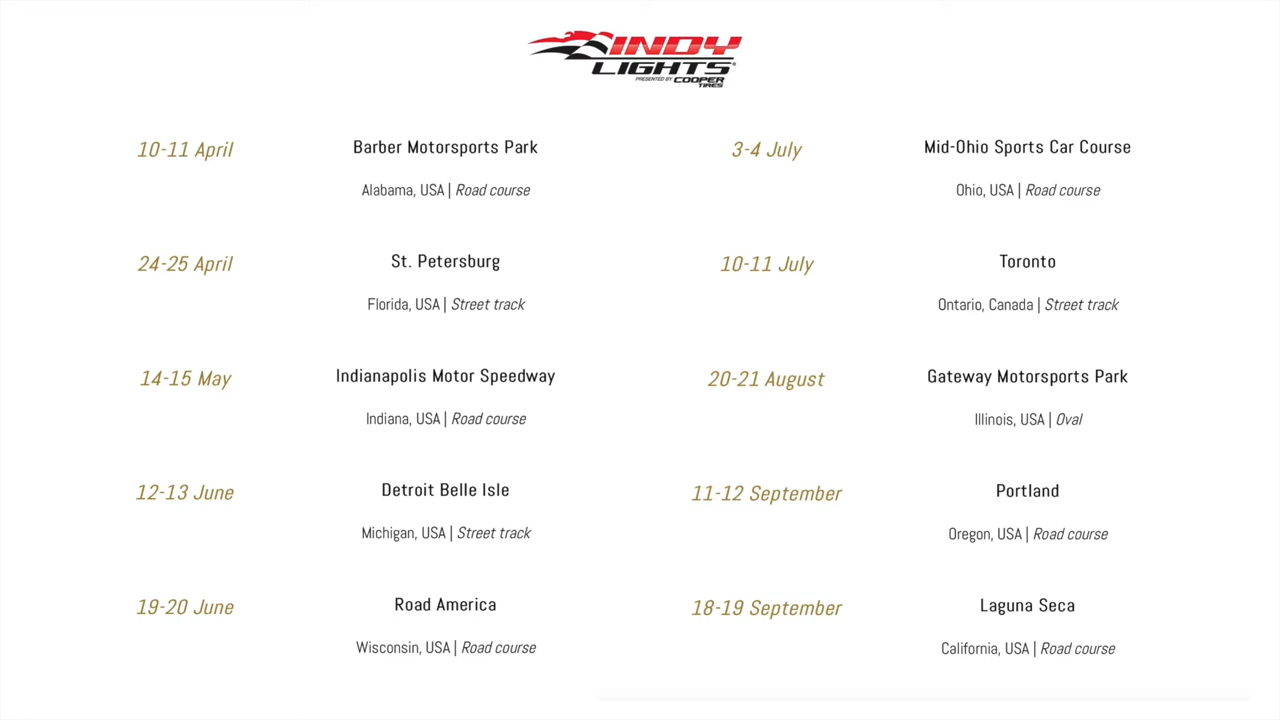 INDY
LIGHTS
PRESENTED BY COOPER
TIRES
10-11 April
Barber Motorsports Park
Alabama, USA | Road course
24-25 April
St. Petersburg
Florida, USA | Street track
14-15 May
Indianapolis Motor Speedway
Indiana, USA | Road course
12-13 June
Detroit Belle Isle
Michigan, USA | Street track
19-20 June
Road America
Wisconsin, USA | Road course
3-4 July
Mid-Ohio Sports Car Course
Ohio, USA | Road course
10-11 July
Toronto
Ontario, Canada | Street track
20-21 August
Gateway Motorsports Park
Illinois, USA | Oval
11-12 September
Portland
Oregon, USA | Road course
18-19 September
Laguna Seca
California, USA | Road course